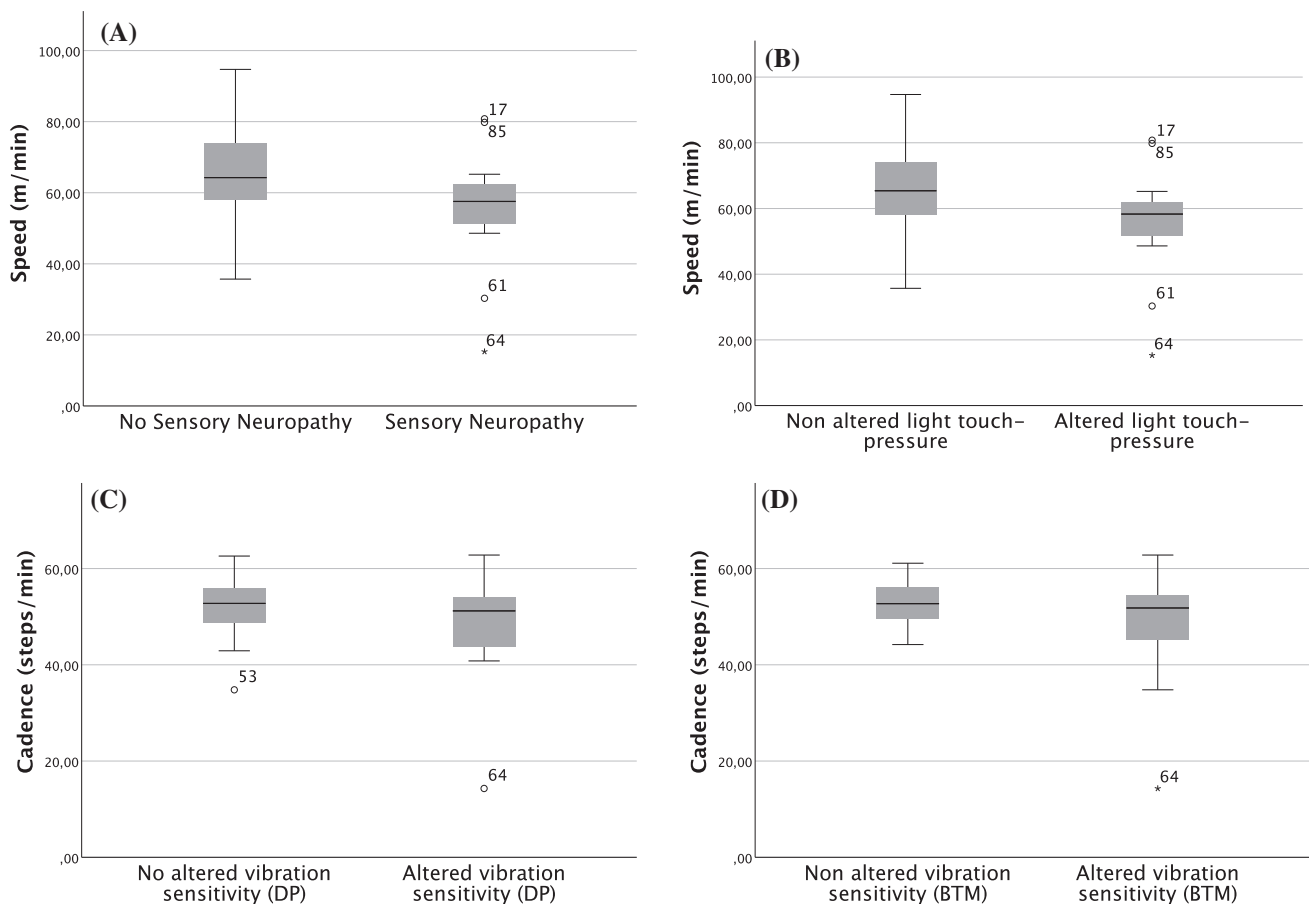 (A)
Speed (m/min)
100,00
80,00
60,00
40,00
20,00
,00
17
85
61
64
No Sensory Neuropathy
Sensory Neuropathy
(B)
Speed (m/min)
100,00
80,00
60,00
40,00
20,00
,00
17
85
61
64
Non altered light touch-
pressure
Altered light touch-
pressure
(C)
Cadence (steps/min)
60,00
40,00
20,00
,00
53
64
No altered vibration
sensitivity (DP)
Altered vibration
sensitivity (DP)
(D)
Cadence (steps/min)
60,00
40,00
20,00
,00
64
Non altered vibration
sensitivity (BTM)
Altered vibration
sensitivity (BTM)